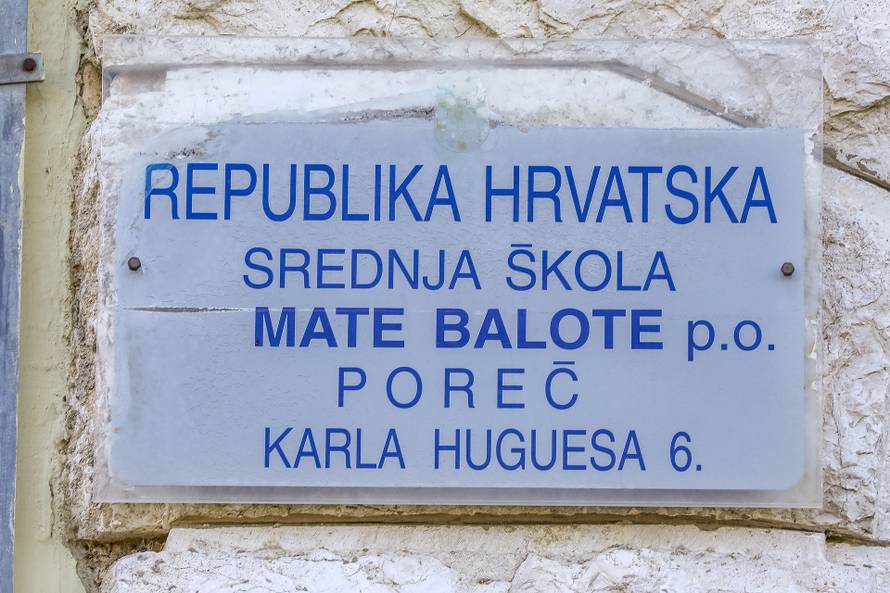 REPUBLIKA HRVATSKA
SREDNJA ŠKOLA
MATE BALOTE p.o.
POREČ
KARLA HUGUESA 6.